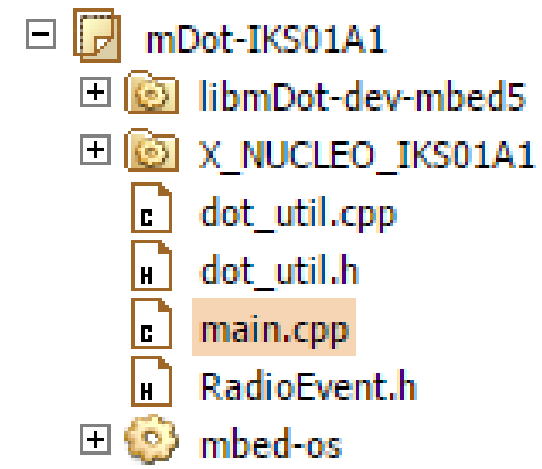 mDot-IKS01A1
libmDot-dev-mbed5
X_NUCLEO_IKS01A1
c dot_util.cpp
H dot_util.h
c main.cpp
H RadioEvent.h
mbed-os